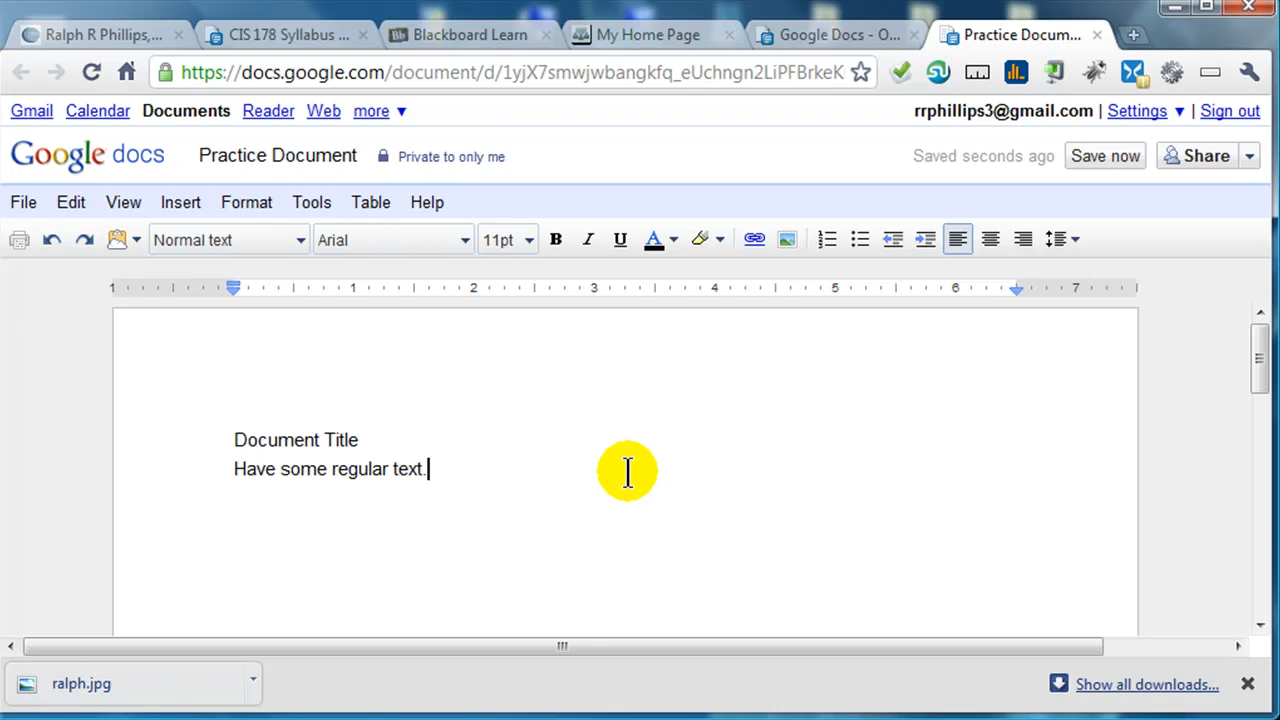 Ralph R Phillips,...
CIS 178 Syllabus ...
Bb Blackboard Learn
My Home Page
Google Docs - O...
Practice Docum...
https://docs.google.com/document/d/1yjX7smwjwbangkfq_eUchngn2LiPFBrkeK
Gmail Calendar Documents Reader Web more ▼
rrphillips3@gmail.com | Settings ▼ | Sign out
Google docs Practice Document Private to only me
Saved seconds ago Save now Share
File Edit View Insert Format Tools Table Help
Normal text Arial 11pt B I U A
1 1 2 3 4 5 6 7
Document Title
Have some regular text.
ralph.jpg
Show all downloads...